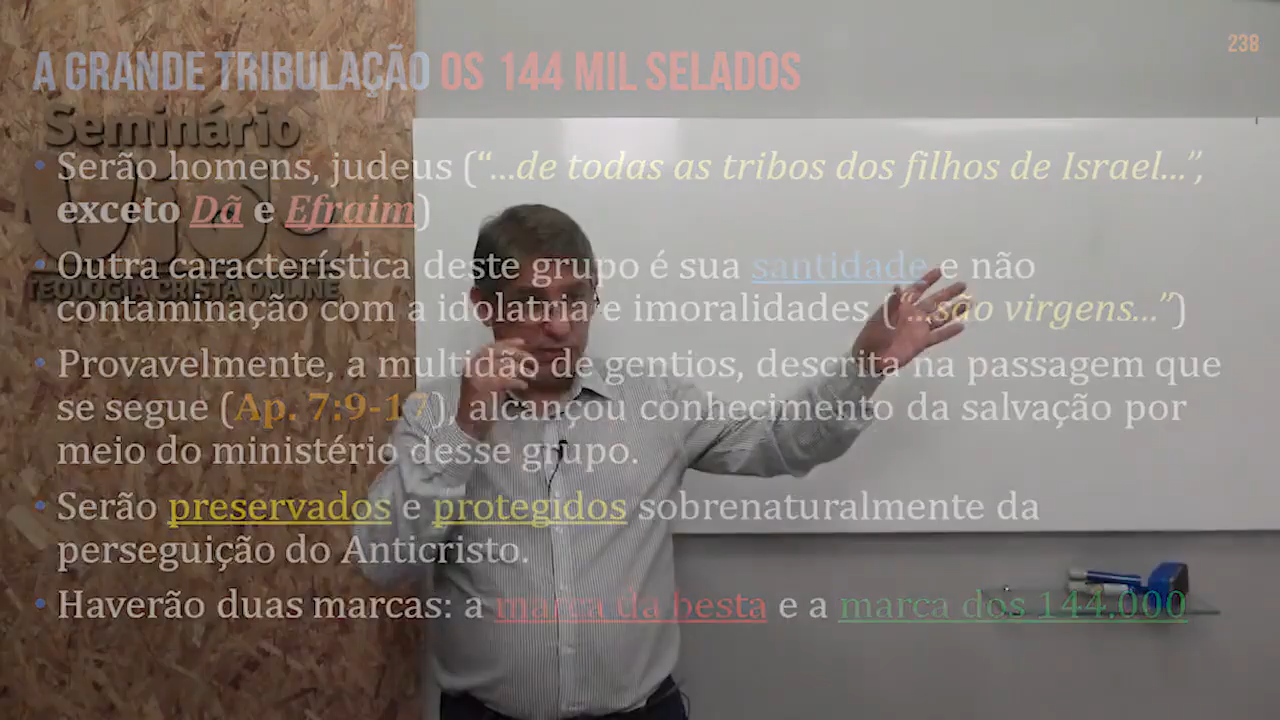 A GRANDE TRIBULAÇÃO OS 144 MIL SELADOS
238
Seminário
• Serão homens, judeus (“...de todas as tribos dos filhos de Israel...”,
exceto Dã e Efraim)
• Outra característica deste grupo é sua santidade e não
TEOLOGIA CRISTÃ ONLINE
contaminação com a idolatria e imoralidades (“...são virgens...”)
• Provavelmente, a multidão de gentios, descrita na passagem que
se segue (Ap. 7:9-17), alcançou conhecimento da salvação por
meio do ministério desse grupo.
• Serão preservados e protegidos sobrenaturalmente da
perseguição do Anticristo.
• Haverão duas marcas: a marca da besta e a marca dos 144.000